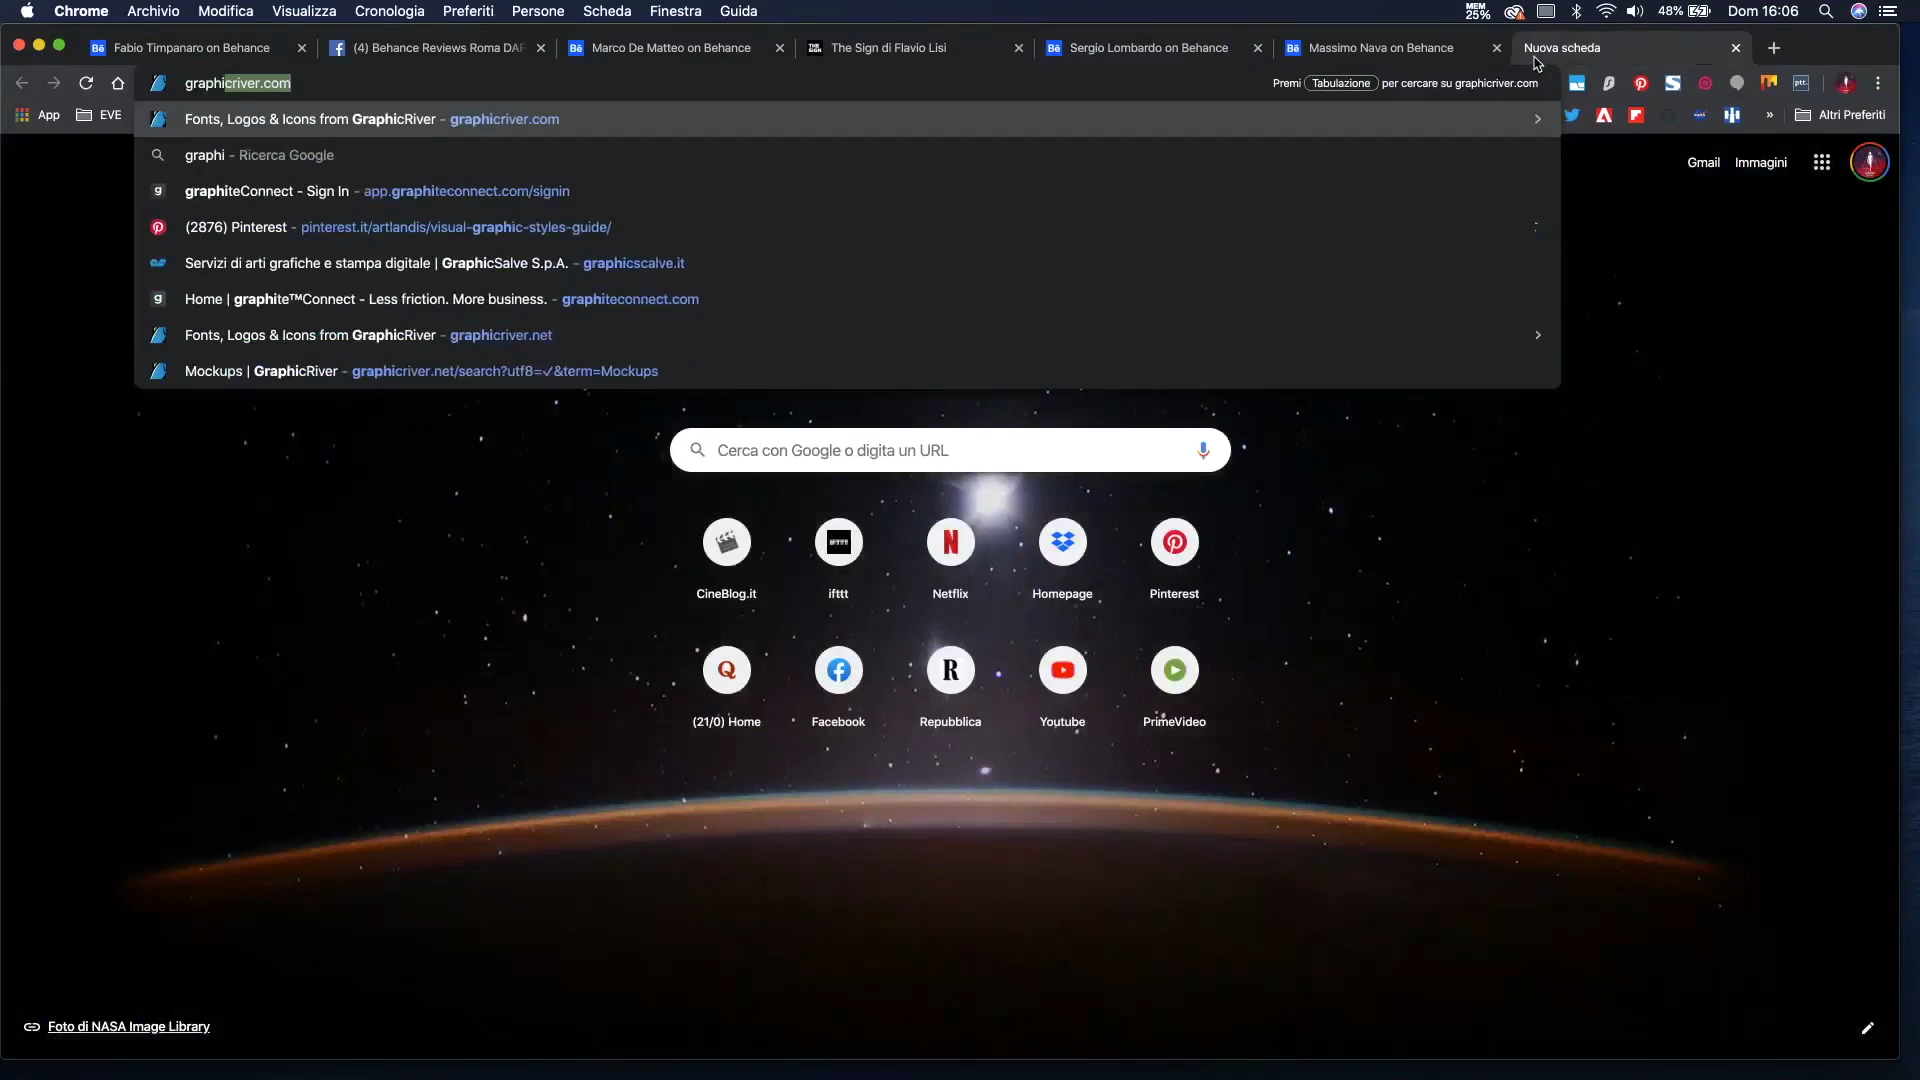 Chrome Archivio Modifica Visualizza Cronologia Preferiti Persone Scheda Finestra Guida MEM 25% 48% Dom 16:06
Fabio Timpanaro on Behance (4) Behance Reviews Roma DAF Marco De Matteo on Behance The Sign di Flavio Lisi Sergio Lombardo on Behance Massimo Nava on Behance Nuova scheda
graphicriver.com Premi Tabulazione per cercare su graphicriver.com
App EVE » Altri Preferiti
Fonts, Logos & Icons from GraphicRiver - graphicriver.com
graphi - Ricerca Google
Gmail Immagini
graphiteConnect - Sign In - app.graphiteconnect.com/signin
(2876) Pinterest - pinterest.it/artlandis/visual-graphic-styles-guide/
Servizi di arti grafiche e stampa digitale | GraphicSalve S.p.A. - graphicscalve.it
Home | graphite™Connect - Less friction. More business. - graphiteconnect.com
Fonts, Logos & Icons from GraphicRiver - graphicriver.net
Mockups | GraphicRiver - graphicriver.net/search?utf8=✓&term=Mockups
Cerca con Google o digita un URL
CineBlog.it ifttt Netflix Homepage Pinterest
(21/0) Home Facebook Repubblica Youtube PrimeVideo
Foto di NASA Image Library